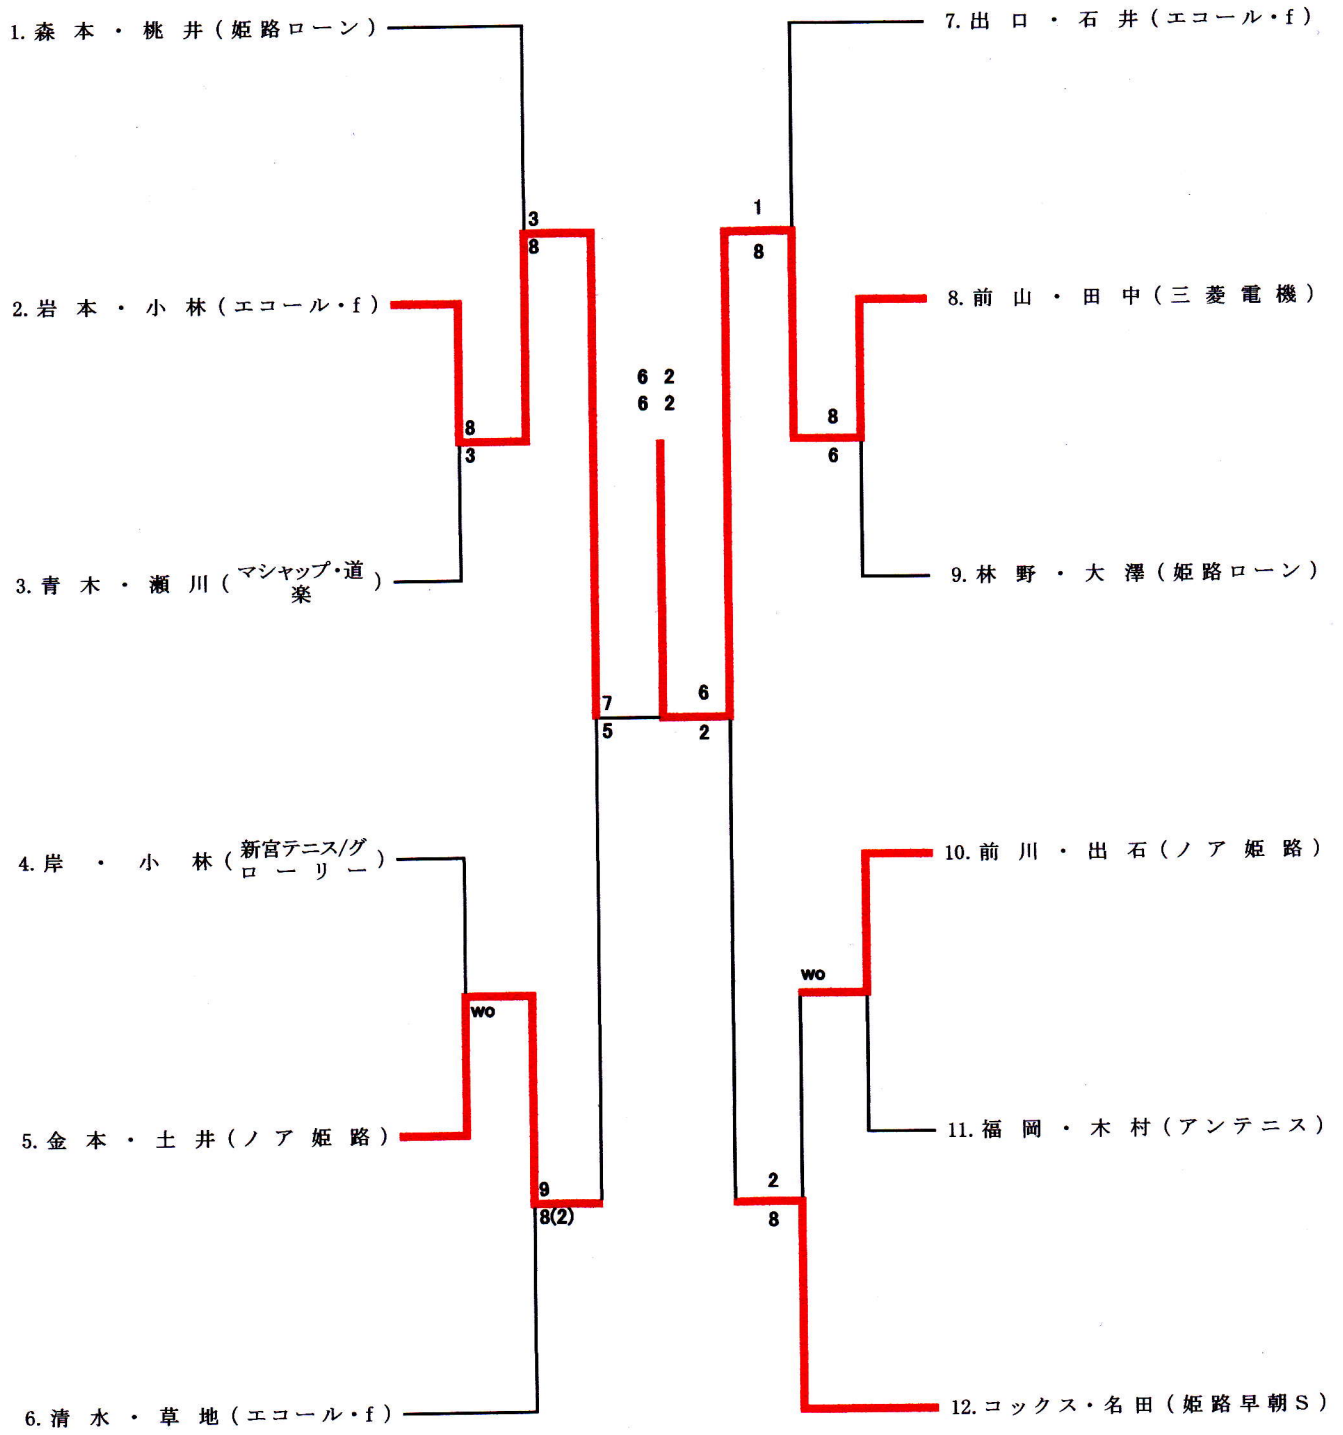 1. 森本・桃井(姫路ローン)
3
8
2. 岩本・小林(エコール・f)
8
3
3. 青木・瀬川(マシャップ・道
楽)
7
5
4. 岸・小林(新宮テニス/グ
ローリー)
wo
5. 金本・土井(ノア姫路)
9
8(2)
6. 清水・草地(エコール・f)
6 2
6 2
7. 出口・石井(エコール・f)
1
8
8. 前山・田中(三菱電機)
8
6
9. 林野・大澤(姫路ローン)
6
2
10. 前川・出石(ノア姫路)
wo
11. 福岡・木村(アンテニス)
2
8
12. コックス・名田(姫路早朝S)